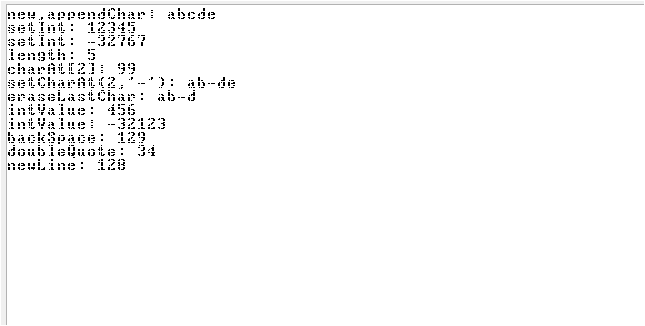 new,appendChar: abcde
setInt: 12345
setInt: -32767
length: 5
charAt[2]: 99
setCharAt(2,'-'): ab-de
eraseLastChar: ab-d
intValue: 456
intValue: -32123
backSpace: 129
doubleQuote: 34
newLine: 128